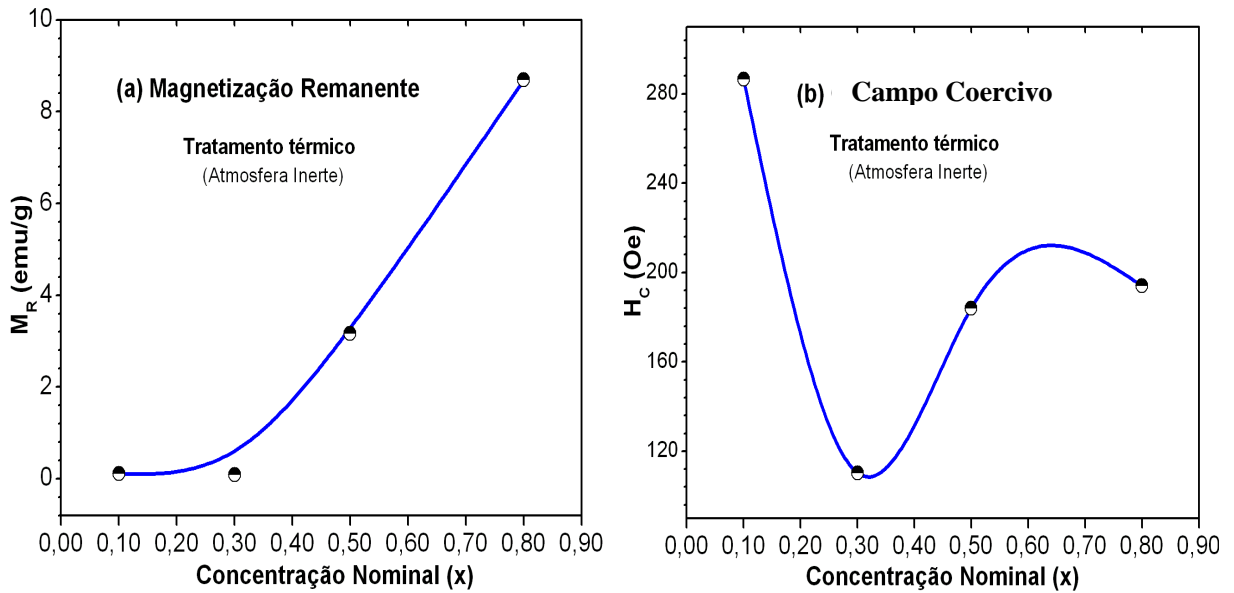 10
8
6
4
2
0
M_R (emu/g)
(a) Magnetização Remanente
Tratamento térmico
(Atmosfera Inerte)
0,00 0,10 0,20 0,30 0,40 0,50 0,60 0,70 0,80 0,90
Concentração Nominal (x)
280
240
200
160
120
H_C (Oe)
(b) Campo Coercivo
Tratamento térmico
(Atmosfera Inerte)
0,00 0,10 0,20 0,30 0,40 0,50 0,60 0,70 0,80 0,90
Concentração Nominal (x)